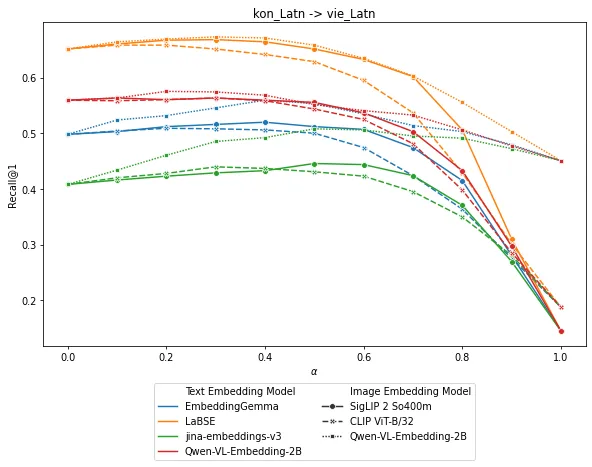 kon_Latn -> vie_Latn
Recall@1
0.6
0.5
0.4
0.3
0.2
0.0 0.2 0.4 0.6 0.8 1.0
α
Text Embedding Model Image Embedding Model
EmbeddingGemma SigLIP 2 So400m
LaBSE CLIP ViT-B/32
jina-embeddings-v3 Qwen-VL-Embedding-2B
Qwen-VL-Embedding-2B